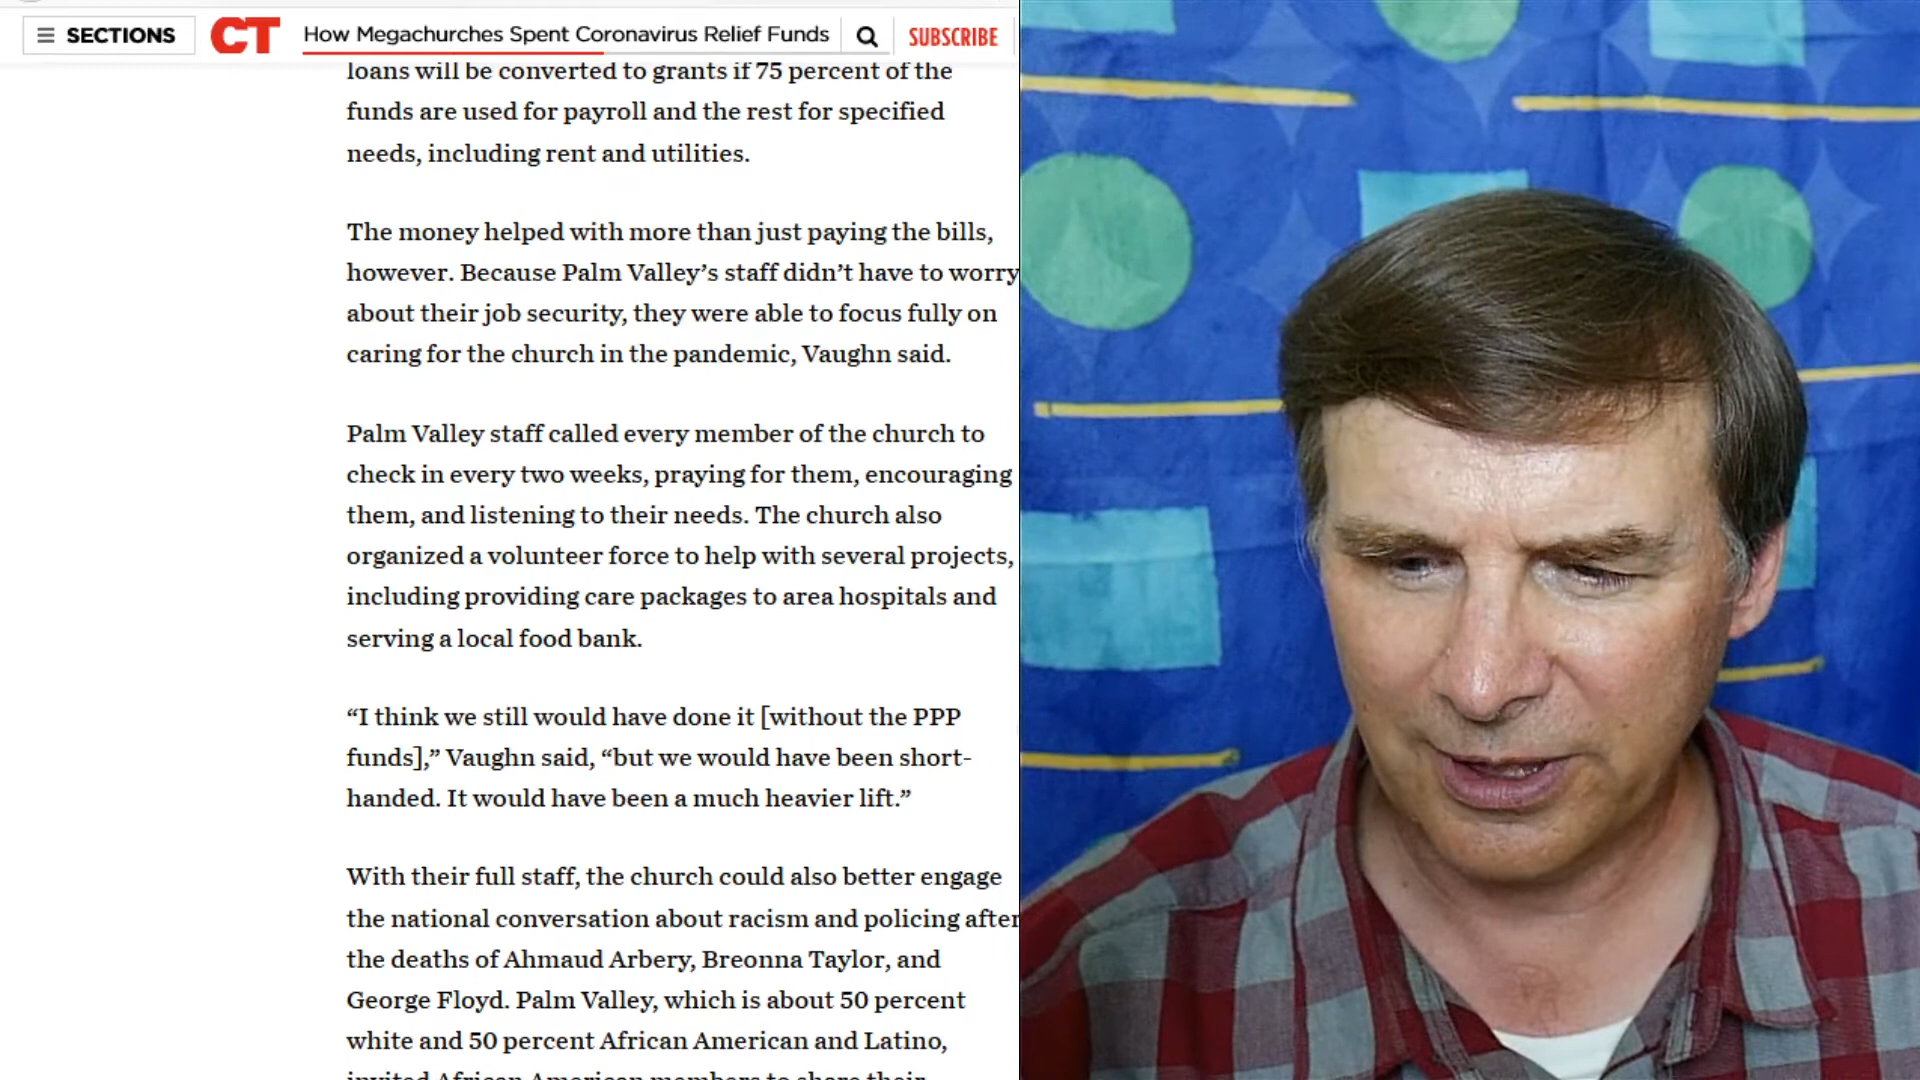 SECTIONS
CT
How Megachurches Spent Coronavirus Relief Funds
SUBSCRIBE
loans will be converted to grants if 75 percent of the
funds are used for payroll and the rest for specified
needs, including rent and utilities.
The money helped with more than just paying the bills,
however. Because Palm Valley’s staff didn’t have to worry
about their job security, they were able to focus fully on
caring for the church in the pandemic, Vaughn said.
Palm Valley staff called every member of the church to
check in every two weeks, praying for them, encouraging
them, and listening to their needs. The church also
organized a volunteer force to help with several projects,
including providing care packages to area hospitals and
serving a local food bank.
“I think we still would have done it [without the PPP
funds],” Vaughn said, “but we would have been short-
handed. It would have been a much heavier lift.”
With their full staff, the church could also better engage
the national conversation about racism and policing after
the deaths of Ahmaud Arbery, Breonna Taylor, and
George Floyd. Palm Valley, which is about 50 percent
white and 50 percent African American and Latino,
invited African American members to share their